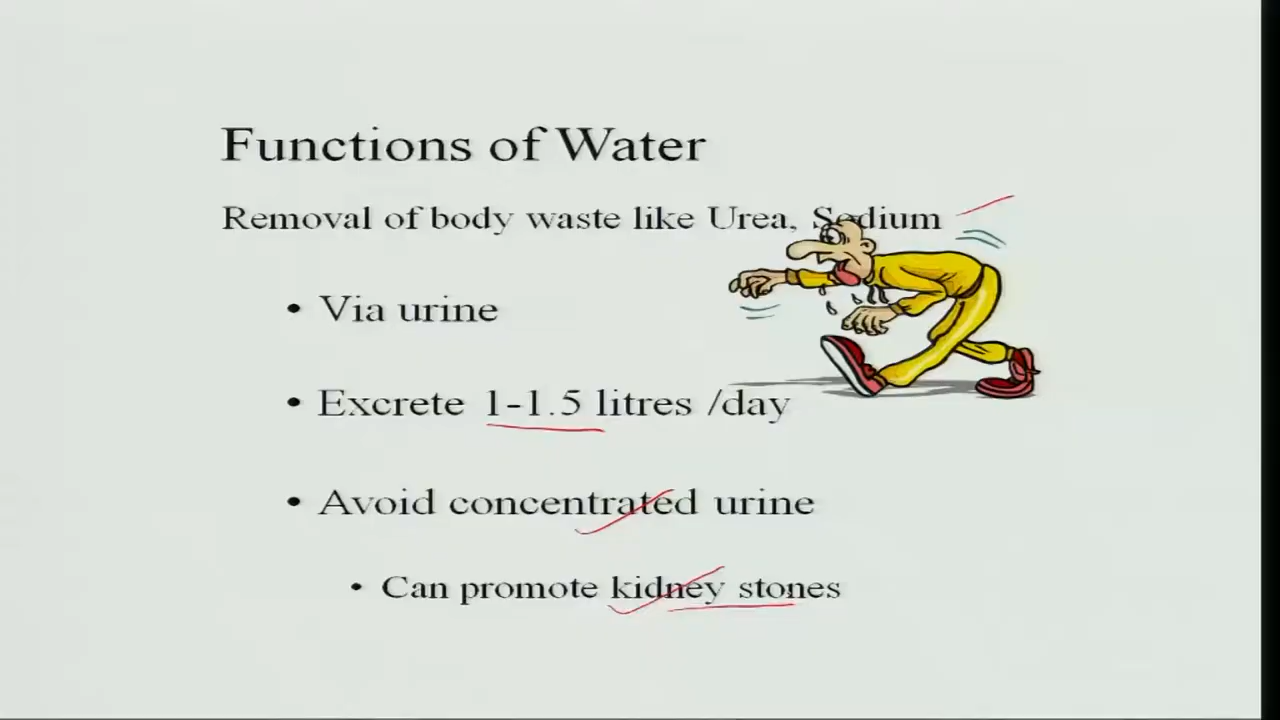 Functions of Water
Removal of body waste like Urea, Sodium
• Via urine
• Excrete 1-1.5 litres /day
• Avoid concentrated urine
• Can promote kidney stones